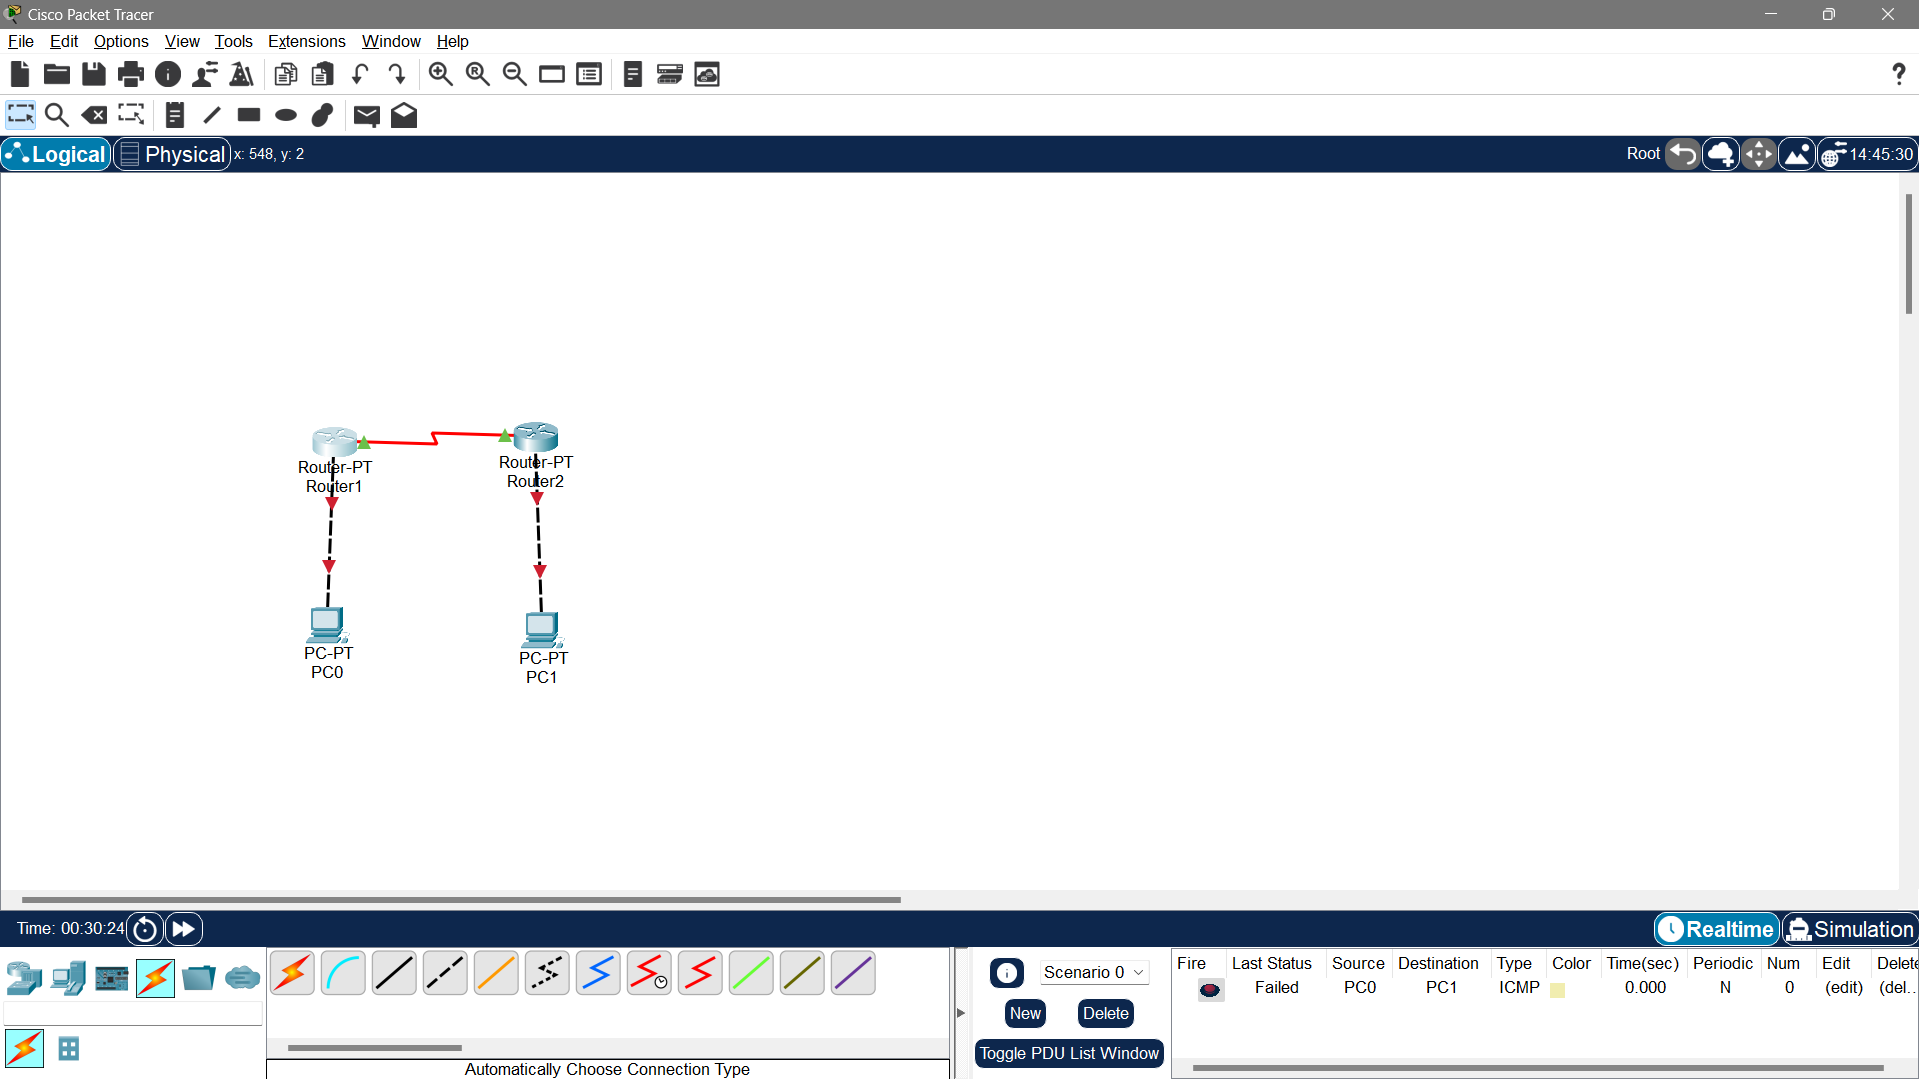 Cisco Packet Tracer
File Edit Options View Tools Extensions Window Help
Logical Physical x: 548, y: 2 Root 14:45:30
Router-PT
Router1
Router-PT
Router2
PC-PT
PC0
PC-PT
PC1
Time: 00:30:24 Realtime Simulation
Scenario 0
New Delete
Toggle PDU List Window
Fire Last Status Source Destination Type Color Time(sec) Periodic Num Edit Delete
Failed PC0 PC1 ICMP 0.000 N 0 (edit) (del...
Automatically Choose Connection Type